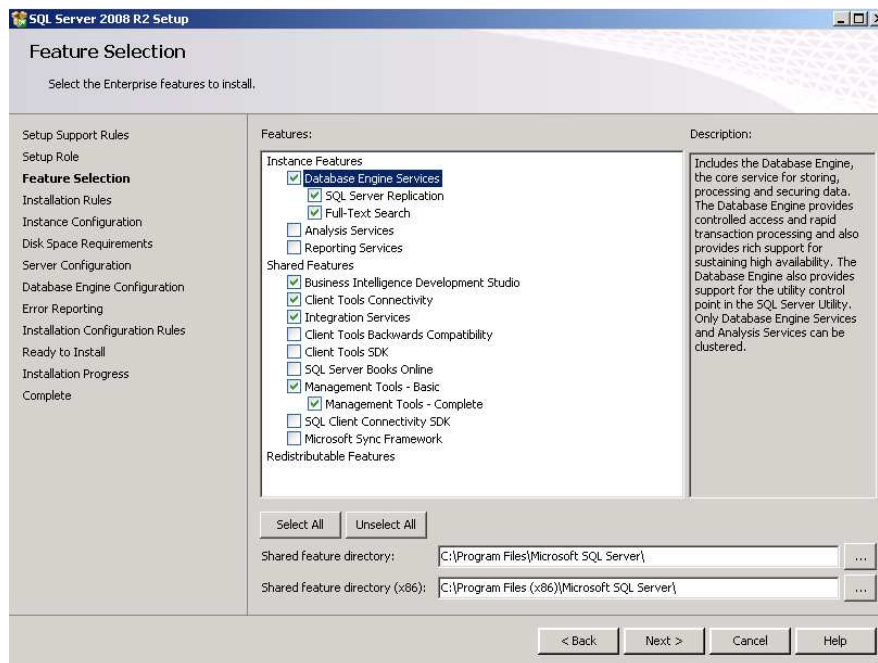 SQL Server 2008 R2 Setup
Feature Selection
Select the Enterprise features to install.
Setup Support Rules
Setup Role
Feature Selection
Installation Rules
Instance Configuration
Disk Space Requirements
Server Configuration
Database Engine Configuration
Error Reporting
Installation Configuration Rules
Ready to Install
Installation Progress
Complete
Features:
Instance Features
Database Engine Services
SQL Server Replication
Full-Text Search
Analysis Services
Reporting Services
Shared Features
Business Intelligence Development Studio
Client Tools Connectivity
Integration Services
Client Tools Backwards Compatibility
Client Tools SDK
SQL Server Books Online
Management Tools - Basic
Management Tools - Complete
SQL Client Connectivity SDK
Microsoft Sync Framework
Redistributable Features
Description:
Includes the Database Engine,
the core service for storing,
processing and securing data.
The Database Engine provides
controlled access and rapid
transaction processing and also
provides rich support for
sustaining high availability. The
Database Engine also provides
support for the utility control
point in the SQL Server Utility.
Only Database Engine Services
and Analysis Services can be
clustered.
Select All
Unselect All
Shared feature directory:
C:\Program Files\Microsoft SQL Server\
...
Shared feature directory (x86):
C:\Program Files (x86)\Microsoft SQL Server\
...
< Back
Next >
Cancel
Help